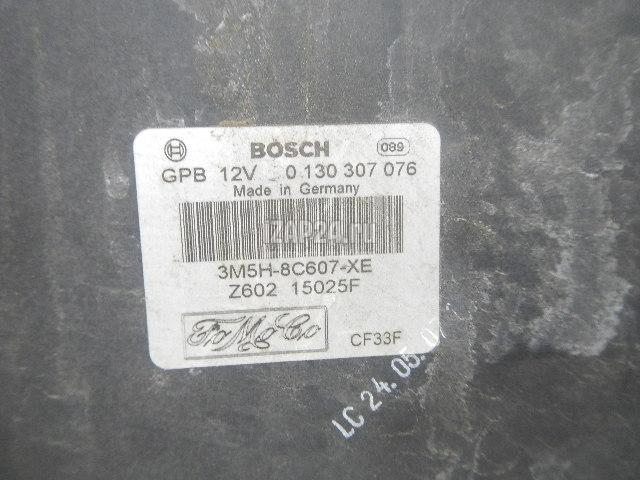 BOSCH 089
GPB 12V 0 130 307 076
Made in Germany
ZAP24.ru
3M5H-8C607-XE
Z602 15025F
FoMoCo CF33F
LC 24.05.0